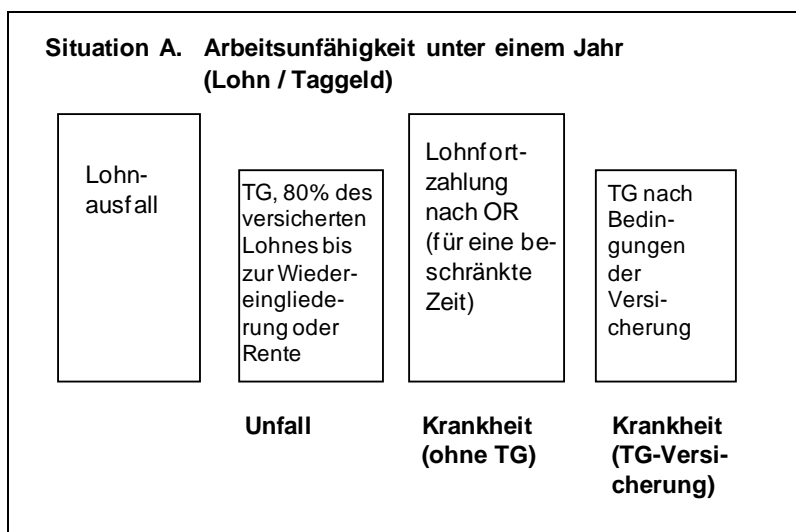 Situation A. Arbeitsunfähigkeit unter einem Jahr
(Lohn / Taggeld)
Lohn-
ausfall
TG, 80% des
versicherten
Lohnes bis
zur Wieder-
eingliede-
rung oder
Rente
Lohnfort-
zahlung
nach OR
(für eine be-
schränkte
Zeit)
TG nach
Bedin-
gungen
der
Versi-
cherung
Unfall
Krankheit
(ohne TG)
Krankheit
(TG-Versi-
cherung)